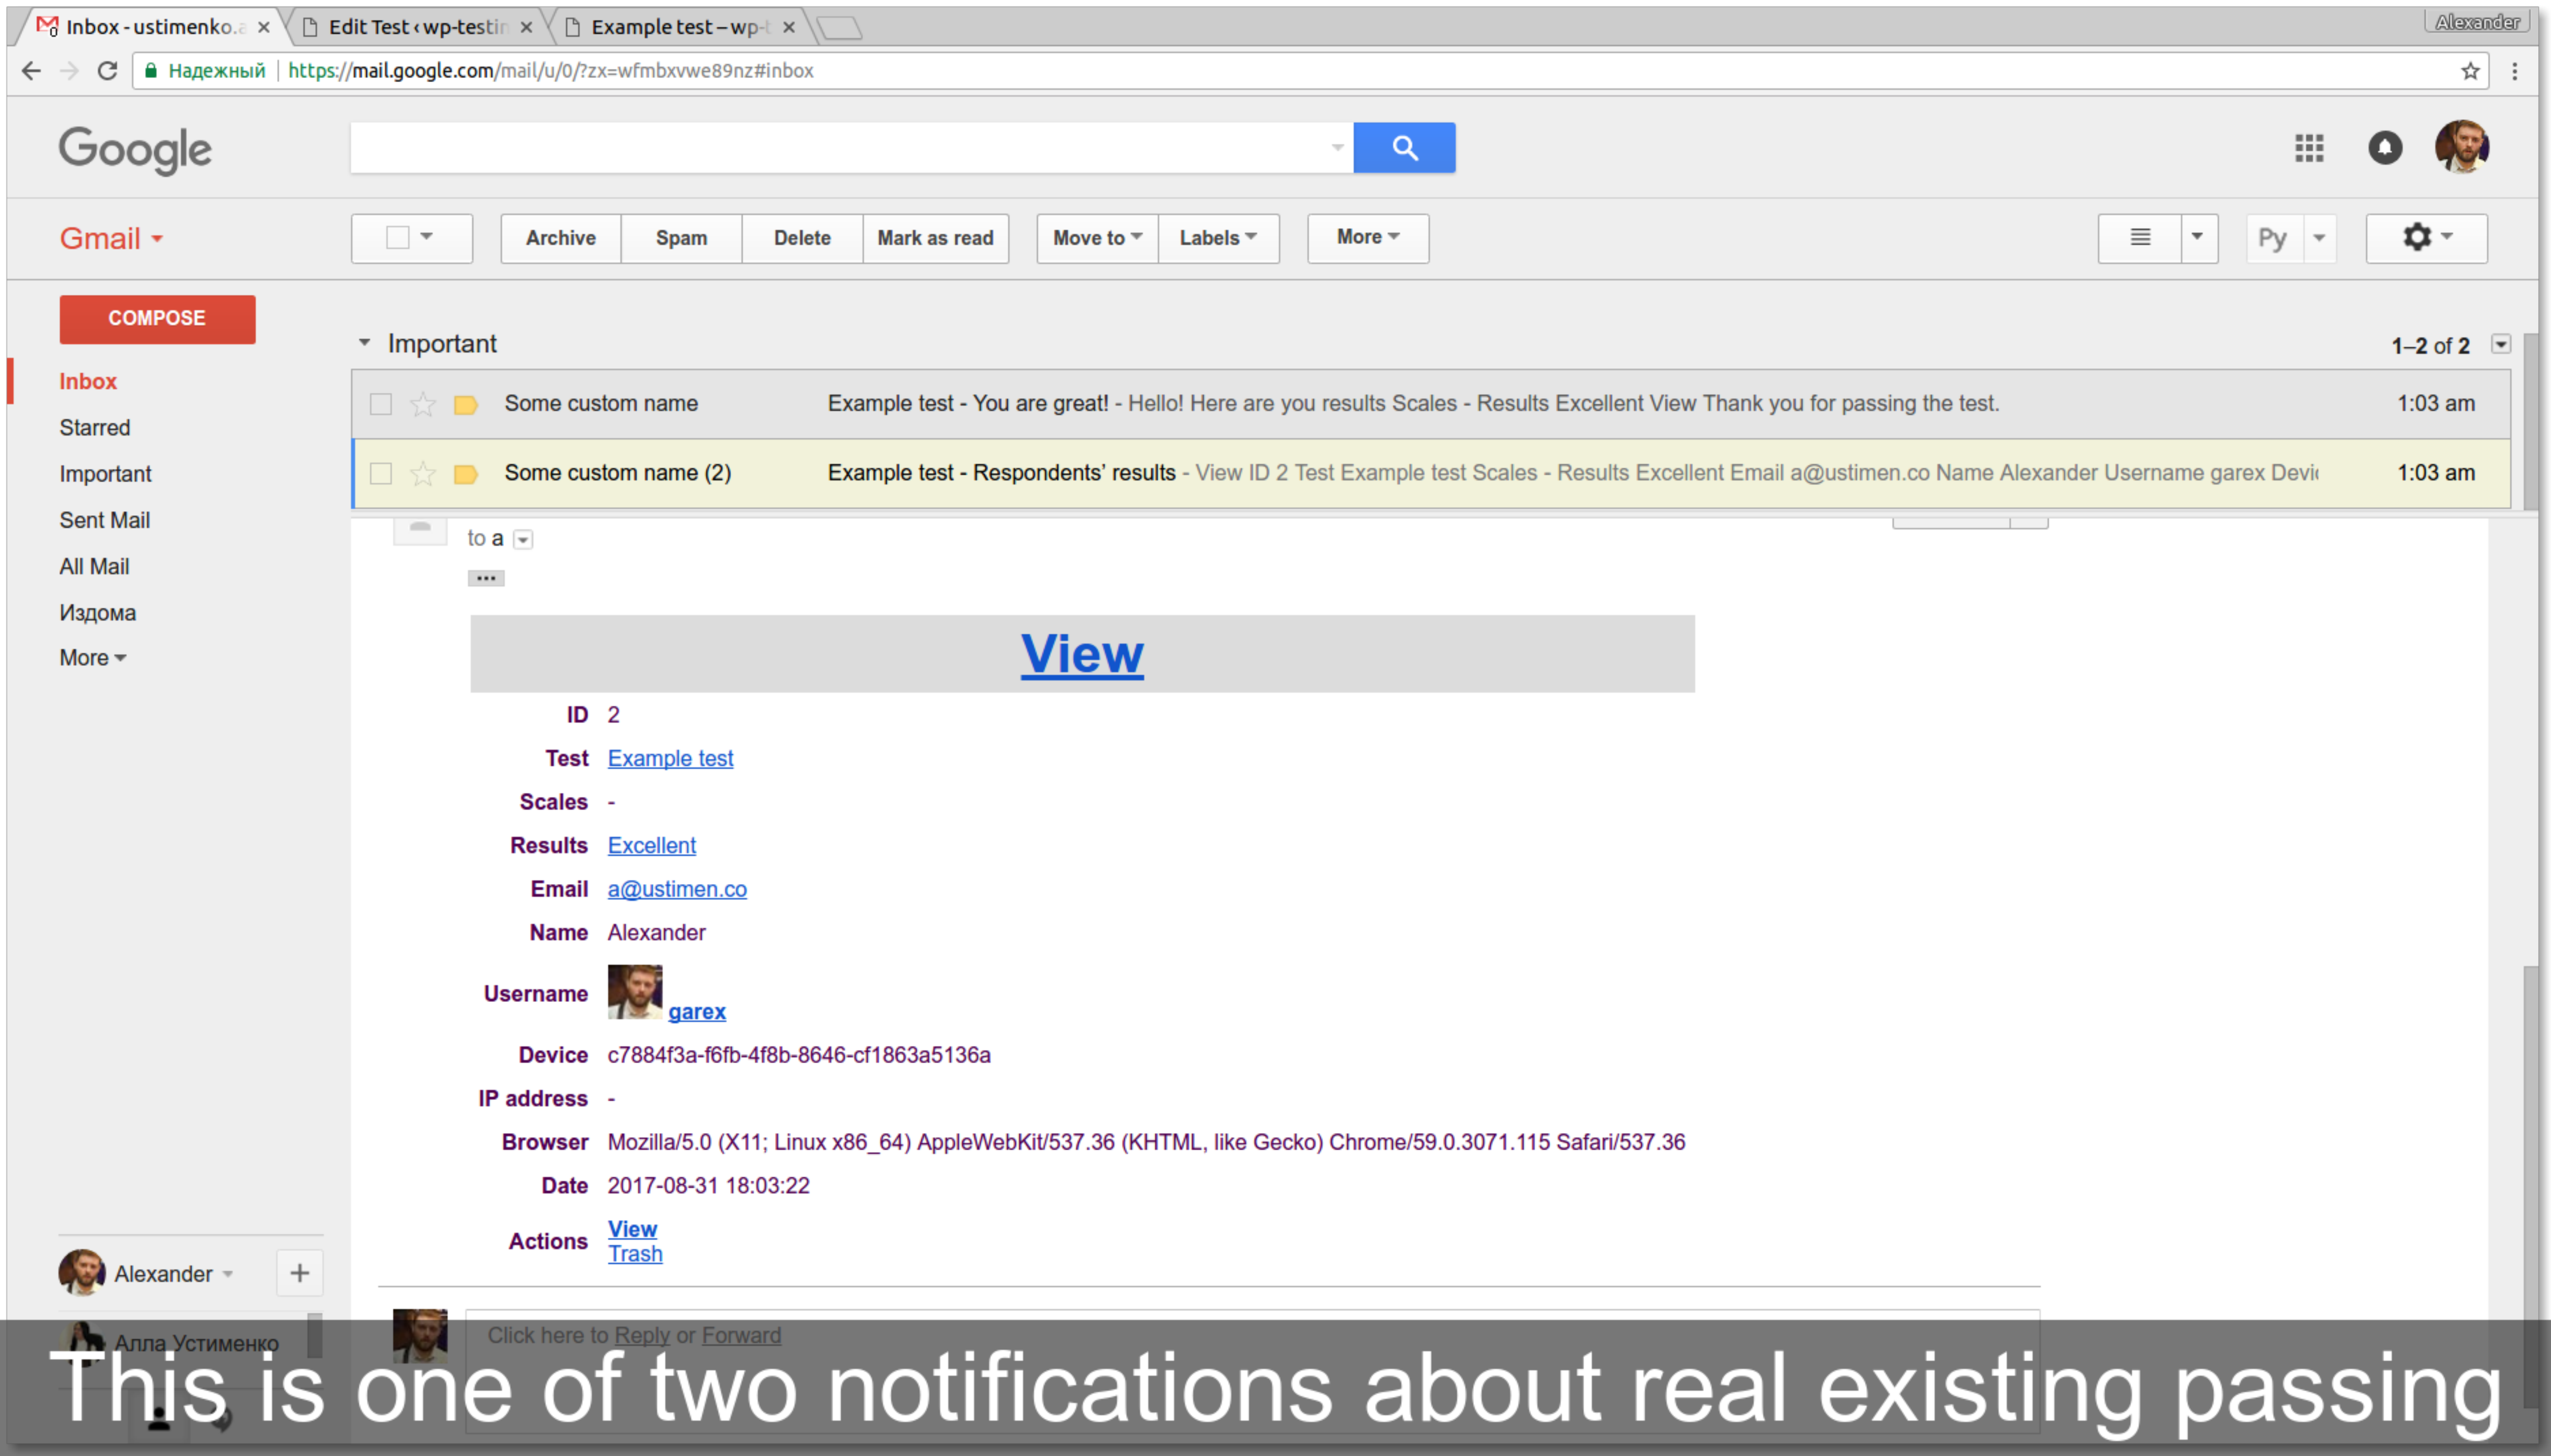 Inbox - ustimenko.a
Edit Test ‹ wp-testin
Example test – wp-t
Alexander
Надежный
https://mail.google.com/mail/u/0/?zx=wfmbxvwe89nz#inbox
Google
Gmail
Archive
Spam
Delete
Mark as read
Move to
Labels
More
Py
COMPOSE
Inbox
Starred
Important
Sent Mail
All Mail
Издома
More
Important
1–2 of 2
Some custom name
Example test - You are great! - Hello! Here are you results Scales - Results Excellent View Thank you for passing the test.
1:03 am
Some custom name (2)
Example test - Respondents’ results - View ID 2 Test Example test Scales - Results Excellent Email a@ustimen.co Name Alexander Username garex Devi
1:03 am
to a
View
ID 2
Test Example test
Scales -
Results Excellent
Email a@ustimen.co
Name Alexander
Username garex
Device c7884f3a-f6fb-4f8b-8646-cf1863a5136a
IP address -
Browser Mozilla/5.0 (X11; Linux x86_64) AppleWebKit/537.36 (KHTML, like Gecko) Chrome/59.0.3071.115 Safari/537.36
Date 2017-08-31 18:03:22
Actions View
Trash
Alexander
Алла Устименко
Click here to Reply or Forward
This is one of two notifications about real existing passing